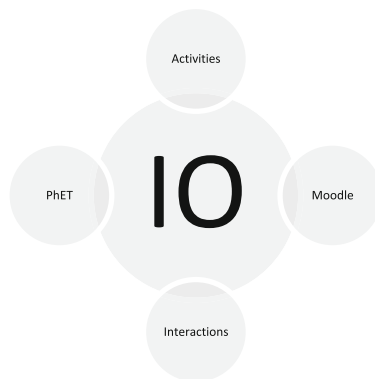 Activities
PhET
IO
Moodle
Interactions